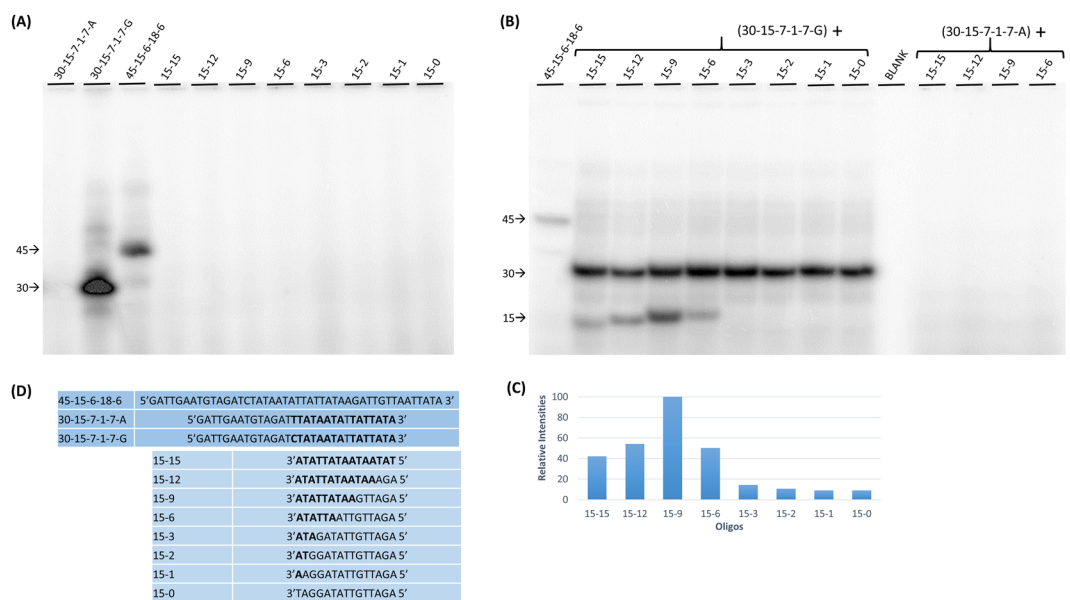 (A)
30-15-7-1-7-A
30-15-7-1-7-G
45-15-6-18-6
15-15
15-12
15-9
15-6
15-3
15-2
15-1
15-0
45→
30→
(B)
(30-15-7-1-7-G) +
(30-15-7-1-7-A) +
45-15-6-18-6
15-15
15-12
15-9
15-6
15-3
15-2
15-1
15-0
BLANK
15-15
15-12
15-9
15-6
45→
30→
15→
(D)
45-15-6-18-6 5'GATTGAATGTAGATCTATAATATTATTATAAGATTGTTAATTATA 3'
30-15-7-1-7-A 5'GATTGAATGTAGATTTATAATATTATTATA 3'
30-15-7-1-7-G 5'GATTGAATGTAGATCTATAATATTATTATA 3'
15-15 3'ATATTATAATAATAT 5'
15-12 3'ATATTATAATAAAGA 5'
15-9 3'ATATTATAAGTTAGA 5'
15-6 3'ATATTAATTGTTAGA 5'
15-3 3'ATAGATATTGTTAGA 5'
15-2 3'ATGGATATTGTTAGA 5'
15-1 3'AAGGATATTGTTAGA 5'
15-0 3'TAGGATATTGTTAGA 5'
(C)
Relative Intensities
100
80
60
40
20
0
15-15 15-12 15-9 15-6 15-3 15-2 15-1 15-0
Oligos